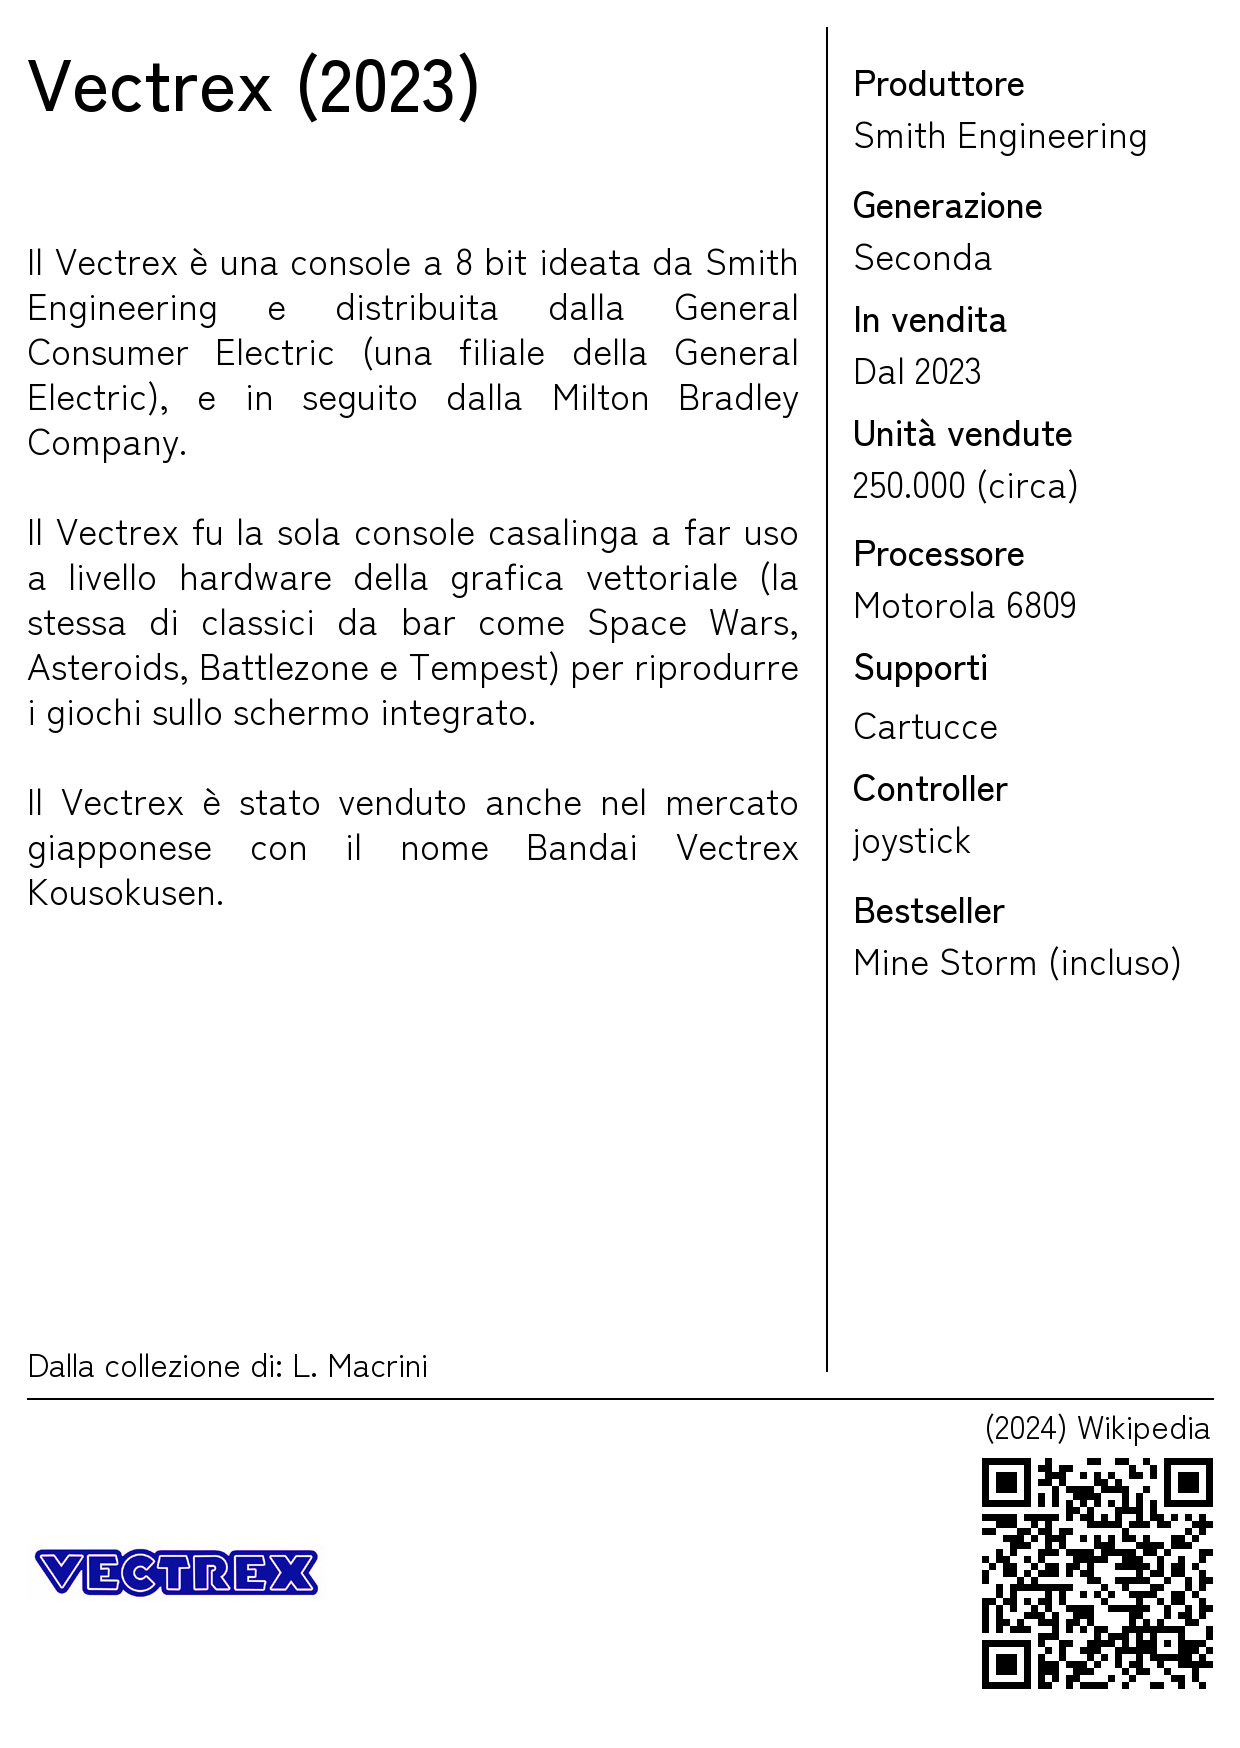 Vectrex (2023)
Il Vectrex è una console a 8 bit ideata da Smith
Engineering e distribuita dalla General
Consumer Electric (una filiale della General
Electric), e in seguito dalla Milton Bradley
Company.
Il Vectrex fu la sola console casalinga a far uso
a livello hardware della grafica vettoriale (la
stessa di classici da bar come Space Wars,
Asteroids, Battlezone e Tempest) per riprodurre
i giochi sullo schermo integrato.
Il Vectrex è stato venduto anche nel mercato
giapponese con il nome Bandai Vectrex
Kousokusen.
Dalla collezione di: L. Macrini
Produttore
Smith Engineering
Generazione
Seconda
In vendita
Dal 2023
Unità vendute
250.000 (circa)
Processore
Motorola 6809
Supporti
Cartucce
Controller
joystick
Bestseller
Mine Storm (incluso)
(2024) Wikipedia
VECTREX